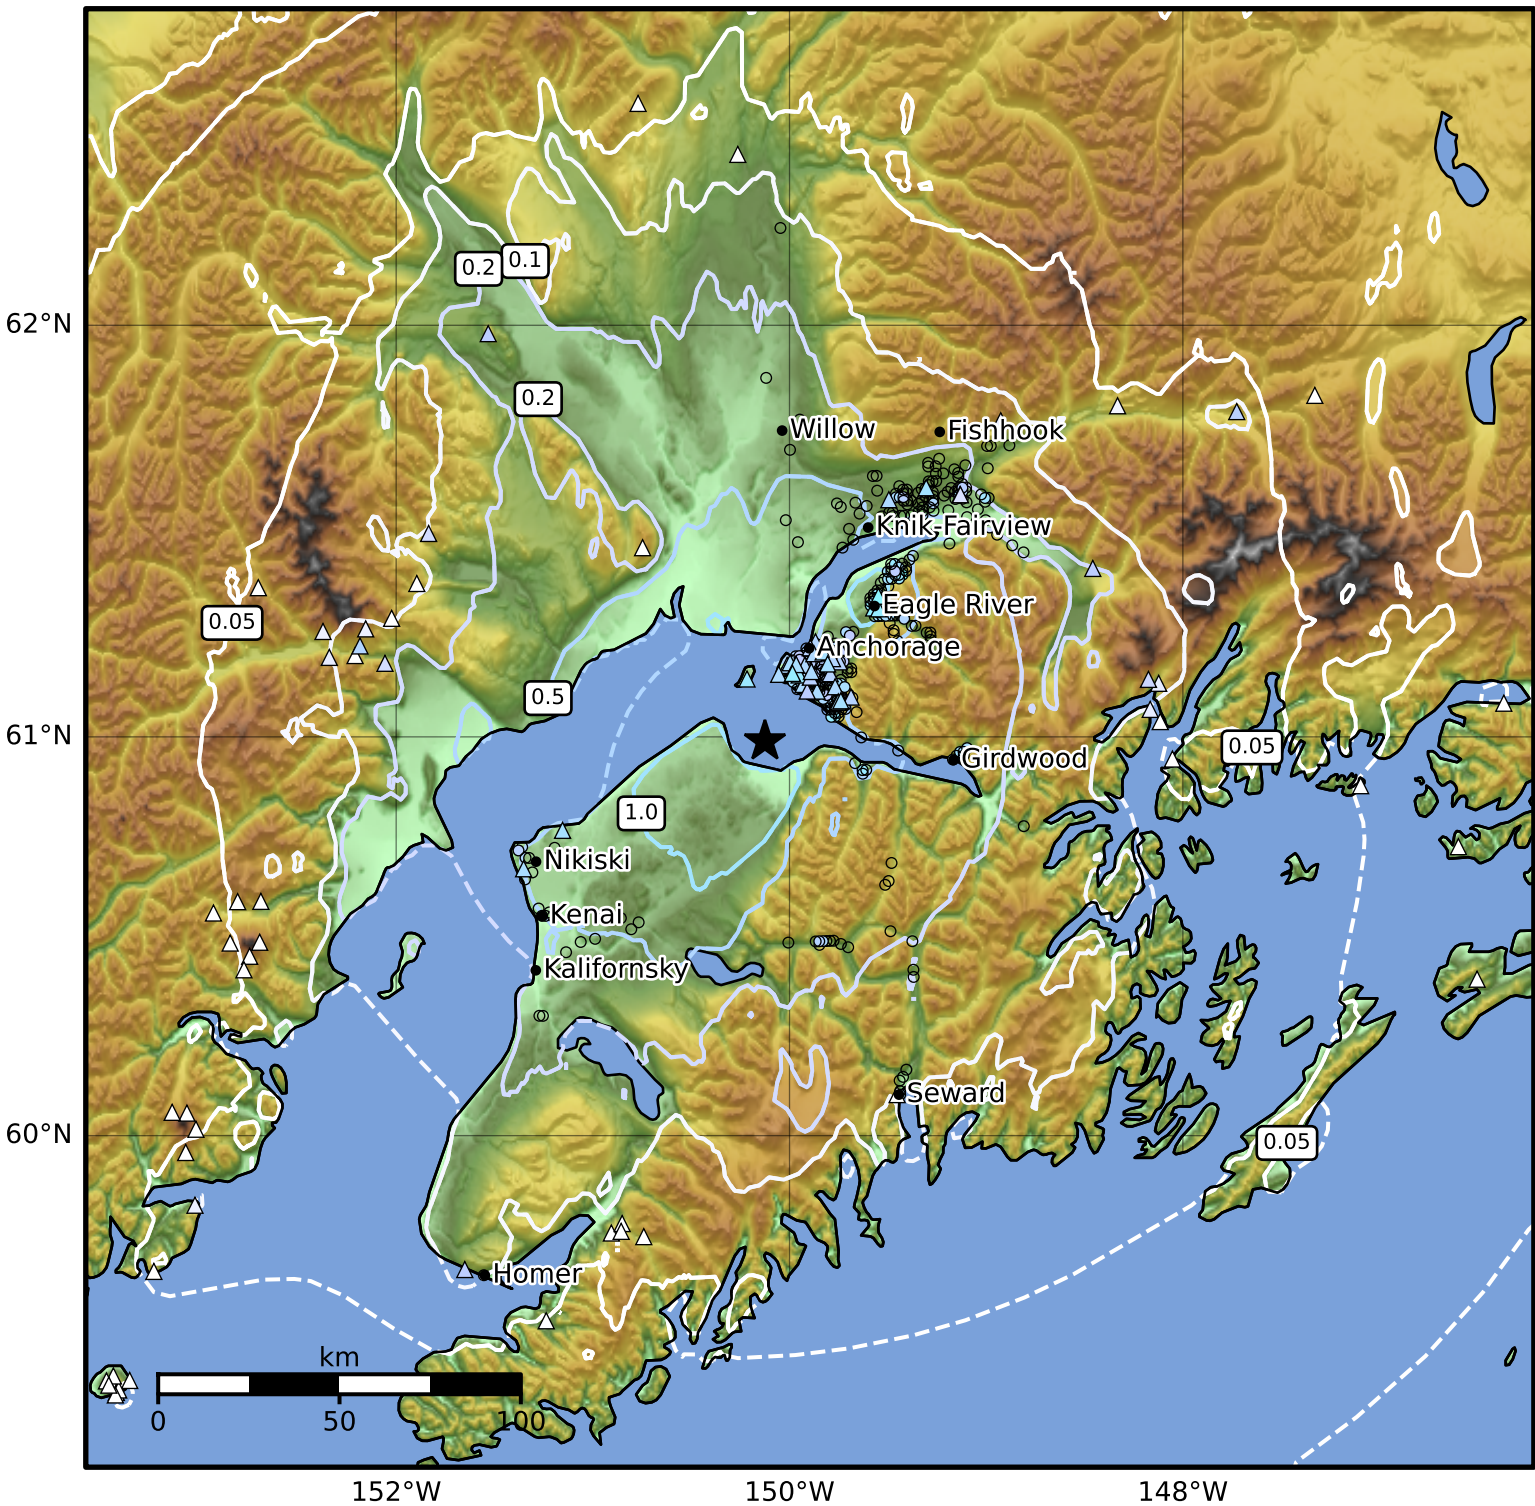 0.2
0.1
62°N
0.2
Willow
Fishhook
Knik-Fairview
Eagle River
0.05
Anchorage
0.5
61°N
0.05
Girdwood
1.0
Nikiski
Kenai
Kalifornsky
Seward
60°N
0.05
Homer
km
0
50
100
152°W
150°W
148°W